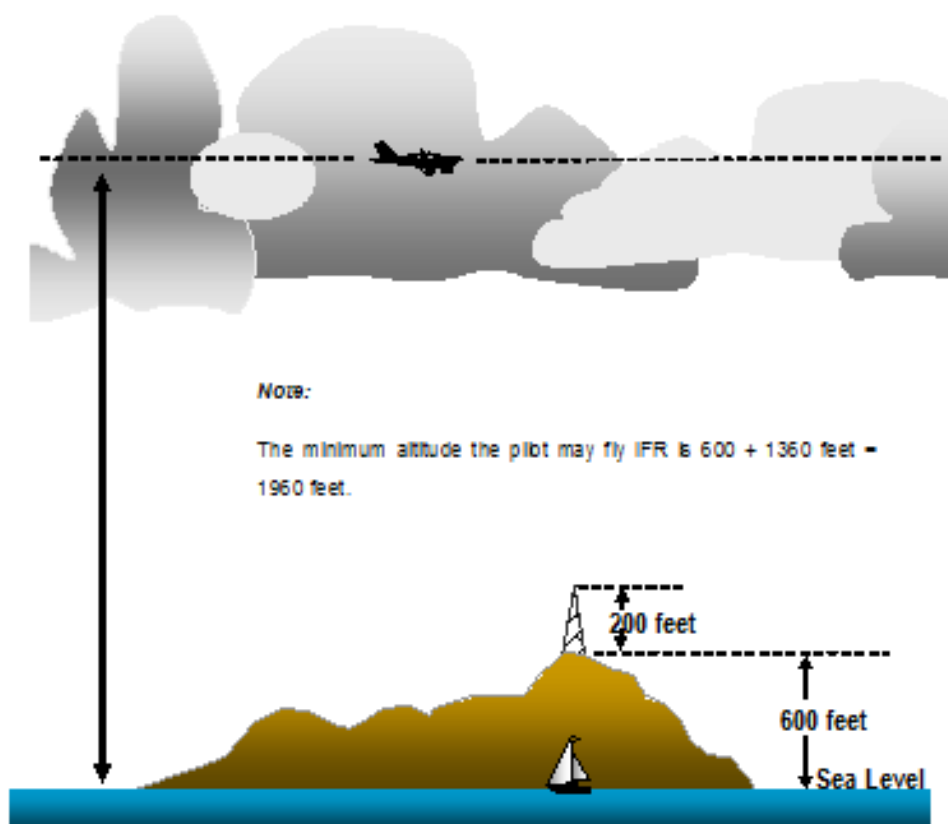 Note:
The minimum altitude the pilot may fly IFR is 600 + 1360 feet =
1960 feet.
200 feet
600 feet
Sea Level